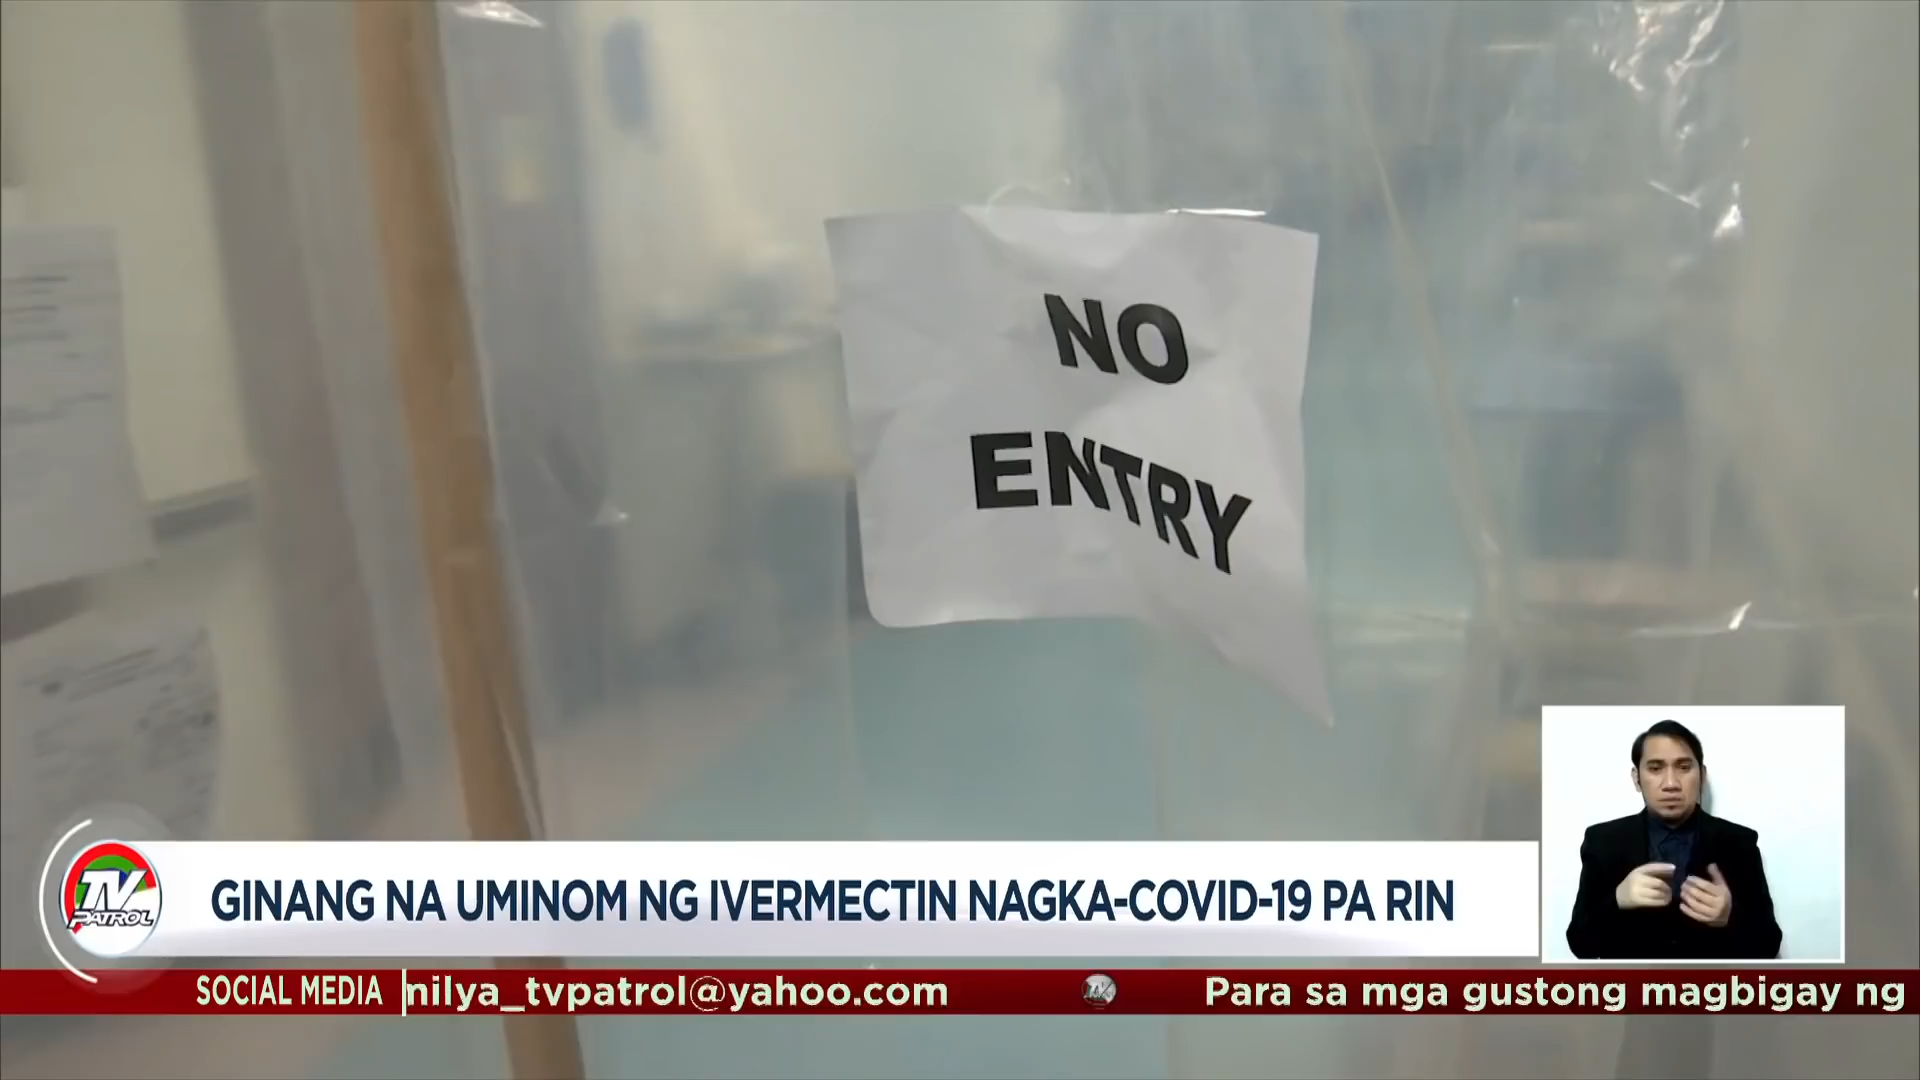 NO
ENTRY
TV
PATROL
GINANG NA UMINOM NG IVERMECTIN NAGKA-COVID-19 PA RIN
SOCIAL MEDIA nilya_tvpatrol@yahoo.com TV Para sa mga gustong magbigay ng